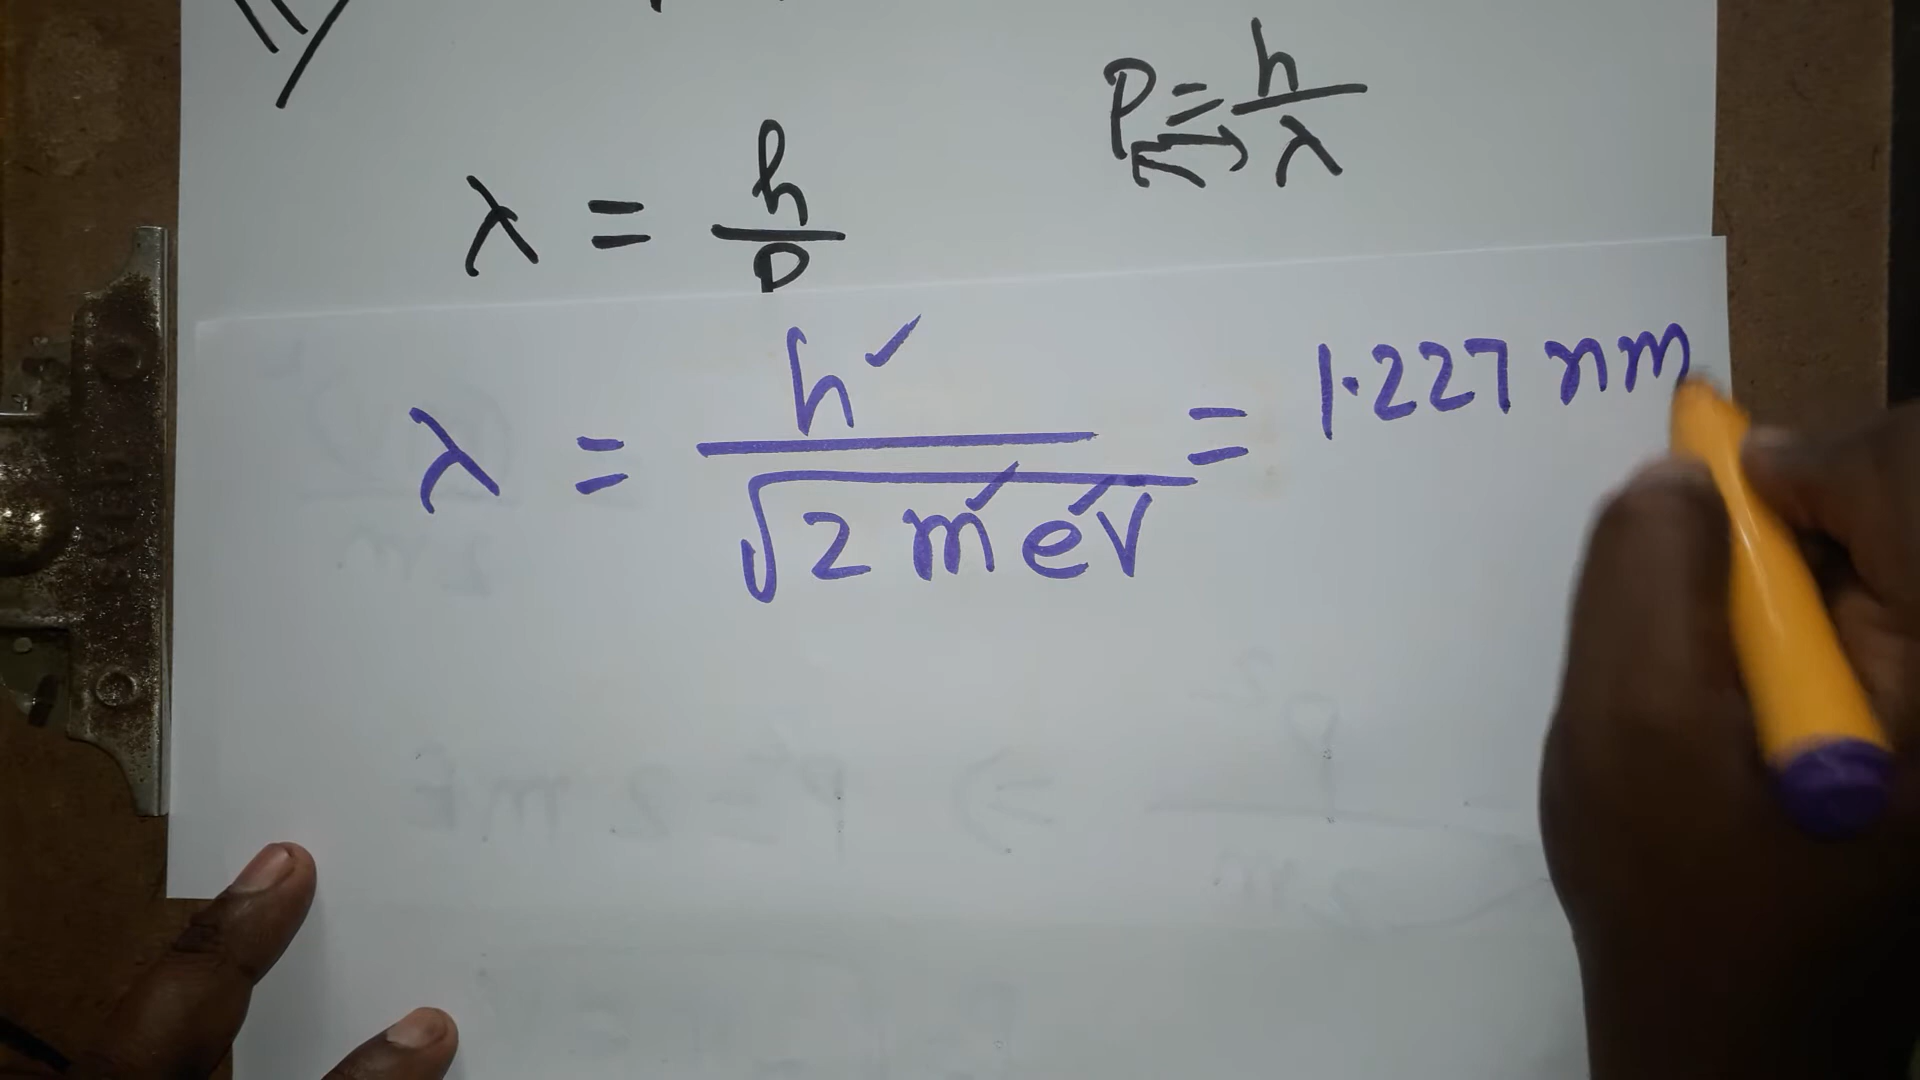 P = h/λ
λ = h/p
λ = h/√2meV = 1.227 nm